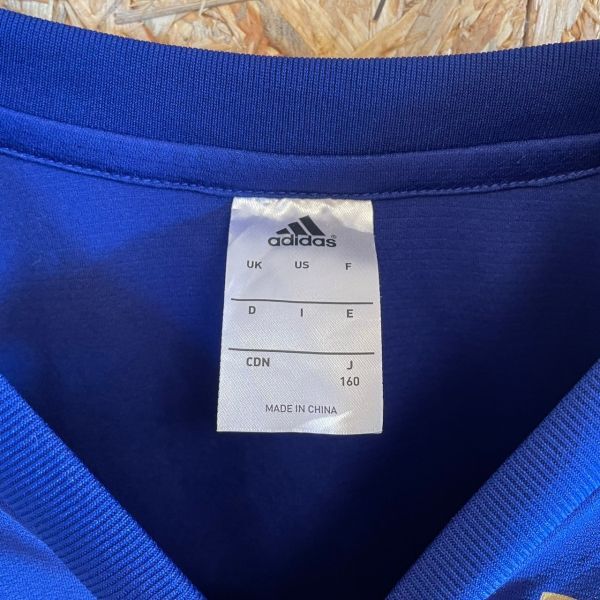 adidas®
UK US F
D I E
CDN J
160
MADE IN CHINA